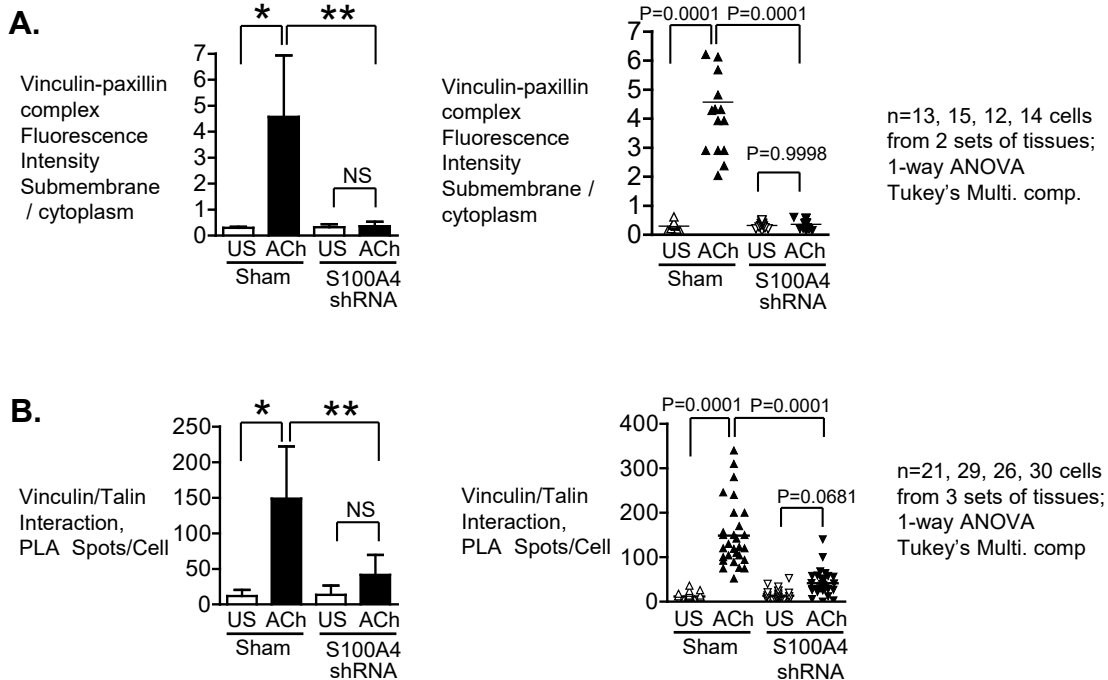 A.
* **
Vinculin-paxillin
complex
Fluorescence
Intensity
Submembrane
/ cytoplasm
7
6
5
4
3
2
1
0
NS
US ACh US ACh
Sham S100A4
shRNA
P=0.0001 P=0.0001
Vinculin-paxillin
complex
Fluorescence
Intensity
Submembrane /
cytoplasm
7
6
5
4
3
2
1
0
P=0.9998
US ACh US ACh
Sham S100A4
shRNA
n=13, 15, 12, 14 cells
from 2 sets of tissues;
1-way ANOVA
Tukey's Multi. comp.
B.
* **
Vinculin/Talin
Interaction,
PLA Spots/Cell
250
200
150
100
50
0
NS
US ACh US ACh
Sham S100A4
shRNA
P=0.0001 P=0.0001
Vinculin/Talin
Interaction,
PLA Spots/Cell
400
300
200
100
0
P=0.0681
US ACh US ACh
Sham S100A4
shRNA
n=21, 29, 26, 30 cells
from 3 sets of tissues;
1-way ANOVA
Tukey's Multi. comp